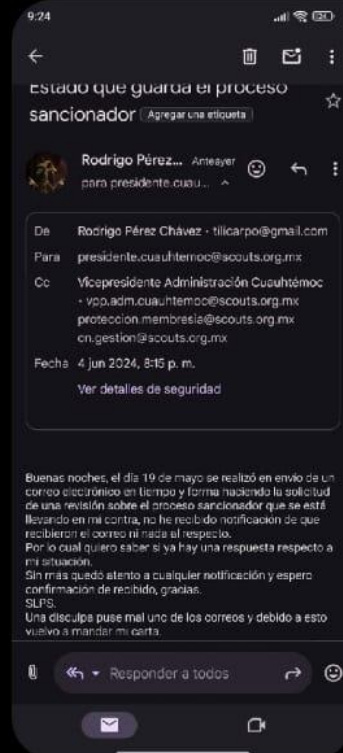 9:24
Estado que guarda el proceso
sancionador Agregar una etiqueta
Rodrigo Pérez... Anteayer
para presidente.cuau...
De Rodrigo Pérez Chávez · tilicarpo@gmail.com
Para presidente.cuauhtemoc@scouts.org.mx
Cc Vicepresidente Administración Cuauhtémoc
· vpp.adm.cuauhtemoc@scouts.org.mx
proteccion.membresia@scouts.org.mx
cn.gestion@scouts.org.mx
Fecha 4 jun 2024, 8:15 p. m.
Ver detalles de seguridad
Buenas noches, el día 19 de mayo se realizó en envio de un
correo electrónico en tiempo y forma haciendo la solicitud
de una revisión sobre el proceso sancionador que se está
llevando en mi contra, no he recibido notificación de que
recibieron el correo ni nada al respecto.
Por lo cual quiero saber si ya hay una respuesta respecto a
mi situación.
Sin más quedó atento a cualquier notificación y espero
confirmación de recibido, gracias.
SLPS.
Una disculpa puse mal uno de los correos y debido a esto
vuelvo a mandar mi carta.
Responder a todos